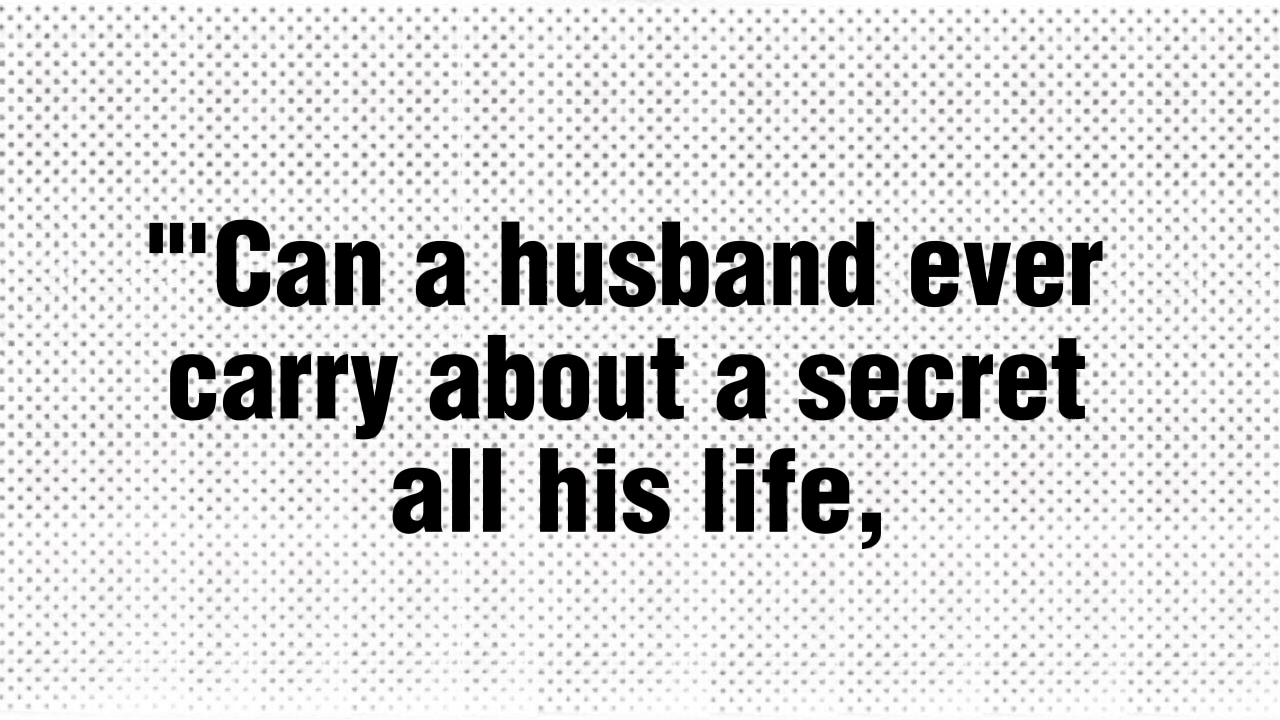 "'Can a husband ever
carry about a secret
all his life,